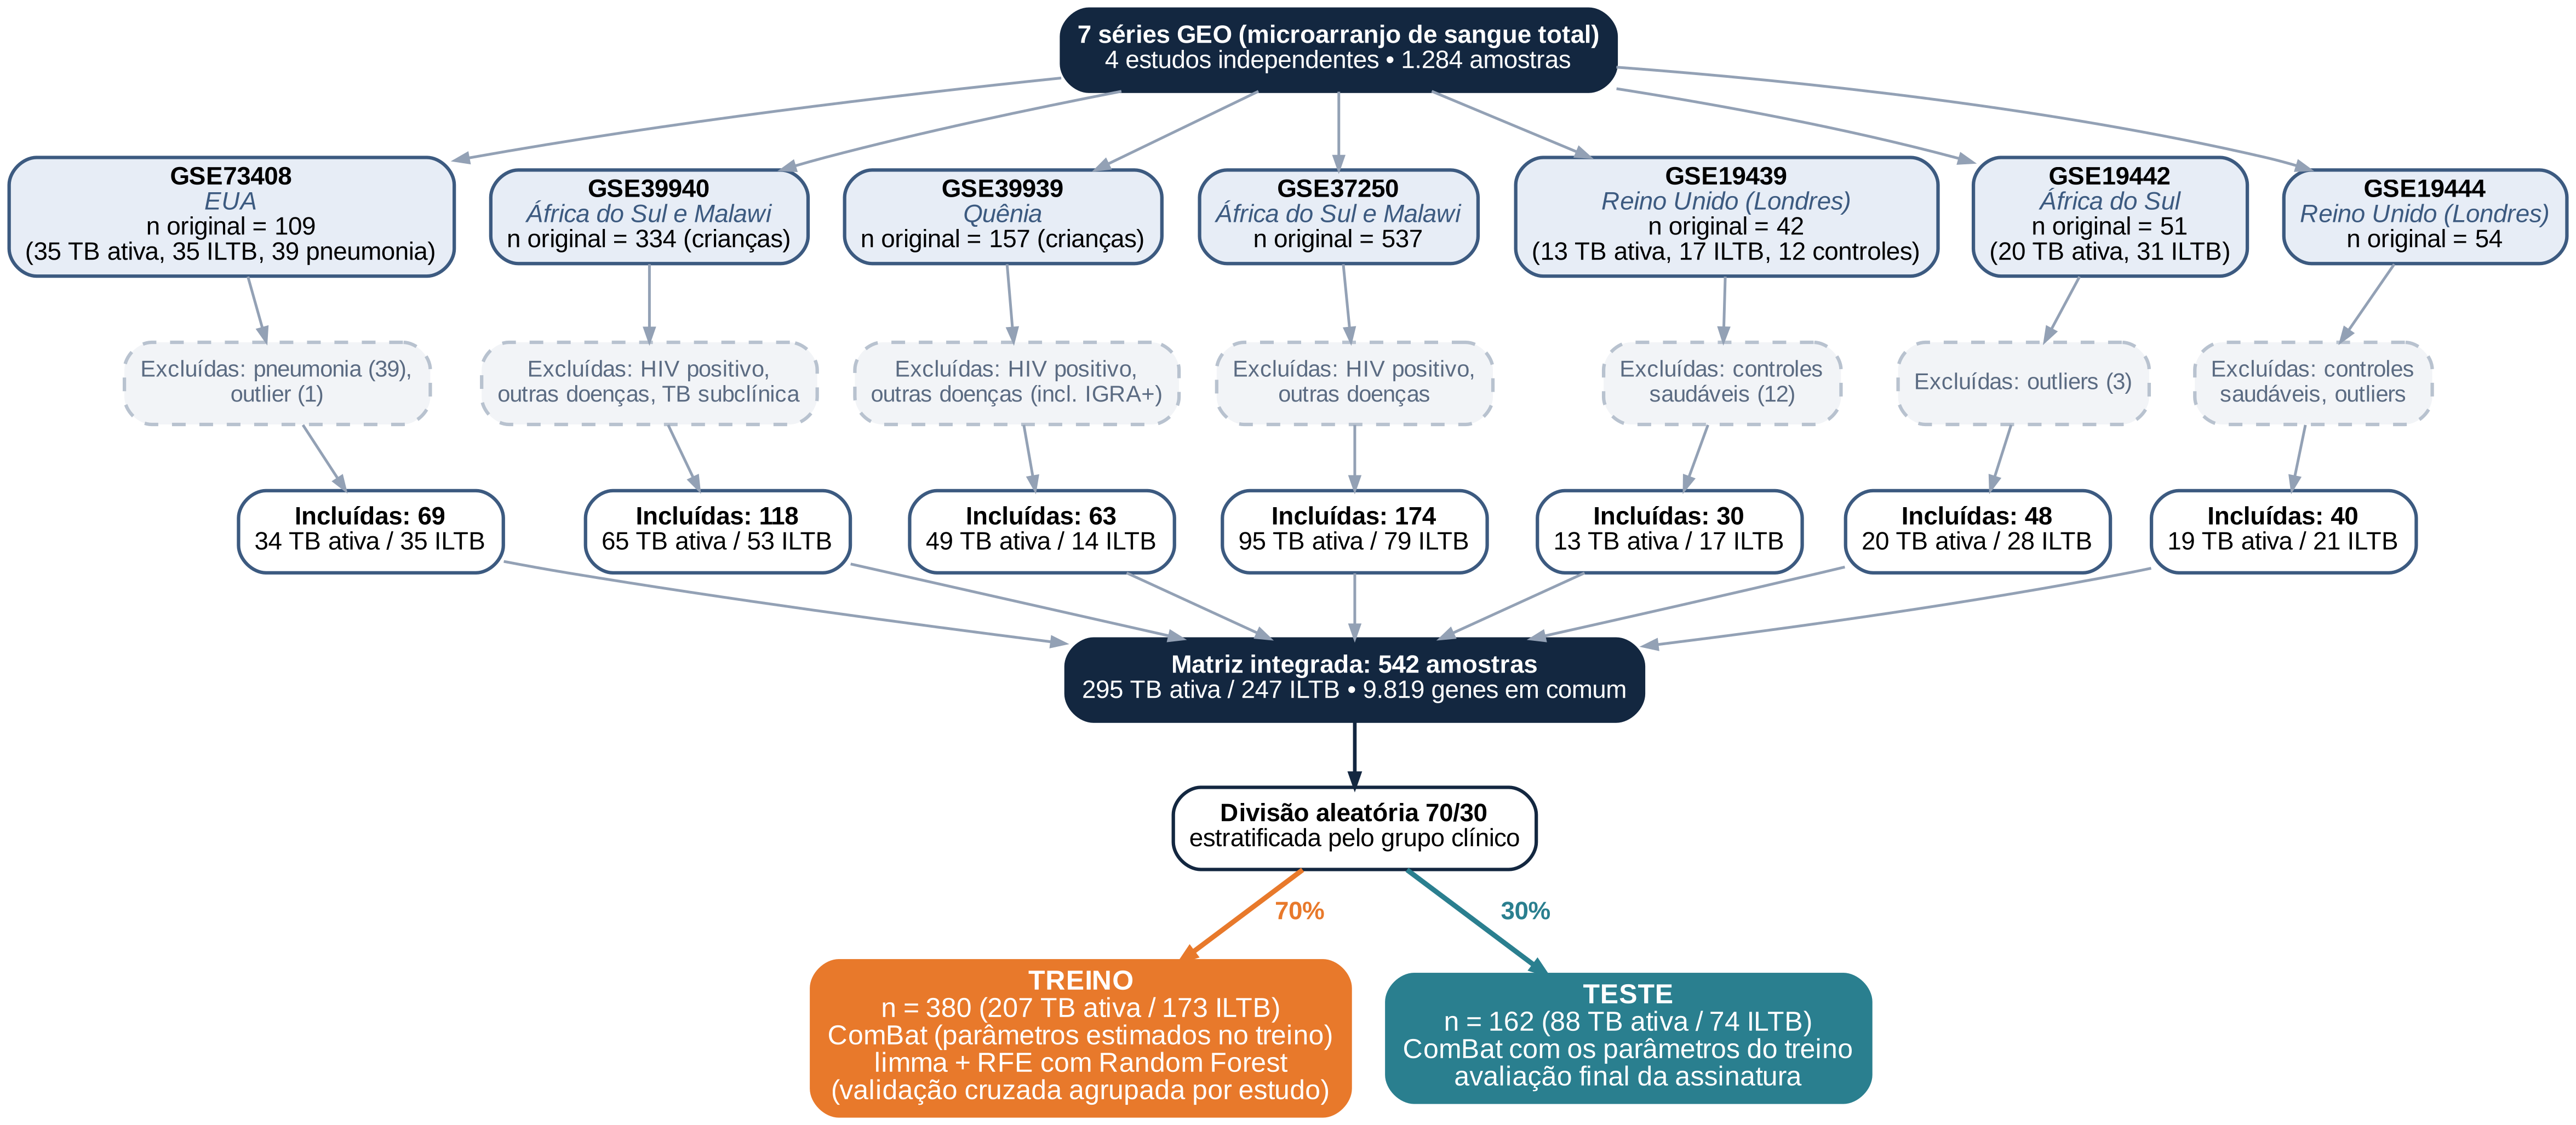 7 séries GEO (microarranjo de sangue total)
4 estudos independentes • 1.284 amostras
GSE73408
EUA
n original = 109
(35 TB ativa, 35 ILTB, 39 pneumonia)
GSE39940
África do Sul e Malawi
n original = 334 (crianças)
GSE39939
Quênia
n original = 157 (crianças)
GSE37250
África do Sul e Malawi
n original = 537
GSE19439
Reino Unido (Londres)
n original = 42
(13 TB ativa, 17 ILTB, 12 controles)
GSE19442
África do Sul
n original = 51
(20 TB ativa, 31 ILTB)
GSE19444
Reino Unido (Londres)
n original = 54
Excluídas: pneumonia (39),
outlier (1)
Excluídas: HIV positivo,
outras doenças, TB subclínica
Excluídas: HIV positivo,
outras doenças (incl. IGRA+)
Excluídas: HIV positivo,
outras doenças
Excluídas: controles
saudáveis (12)
Excluídas: outliers (3)
Excluídas: controles
saudáveis, outliers
Incluídas: 69
34 TB ativa / 35 ILTB
Incluídas: 118
65 TB ativa / 53 ILTB
Incluídas: 63
49 TB ativa / 14 ILTB
Incluídas: 174
95 TB ativa / 79 ILTB
Incluídas: 30
13 TB ativa / 17 ILTB
Incluídas: 48
20 TB ativa / 28 ILTB
Incluídas: 40
19 TB ativa / 21 ILTB
Matriz integrada: 542 amostras
295 TB ativa / 247 ILTB • 9.819 genes em comum
Divisão aleatória 70/30
estratificada pelo grupo clínico
70%
30%
TREINO
n = 380 (207 TB ativa / 173 ILTB)
ComBat (parâmetros estimados no treino)
limma + RFE com Random Forest
(validação cruzada agrupada por estudo)
TESTE
n = 162 (88 TB ativa / 74 ILTB)
ComBat com os parâmetros do treino
avaliação final da assinatura